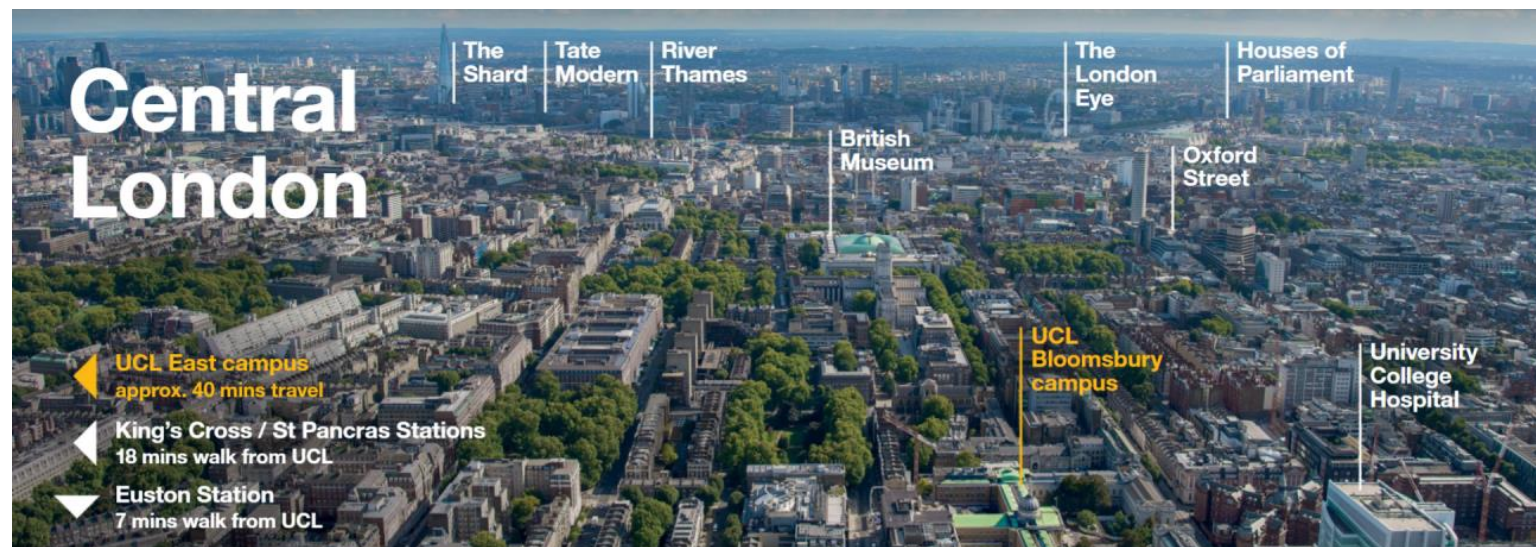 Central
London
The
Shard
Tate
Modern
River
Thames
The
London
Eye
Houses of
Parliament
British
Museum
Oxford
Street
UCL East campus
approx. 40 mins travel
King's Cross / St Pancras Stations
18 mins walk from UCL
Euston Station
7 mins walk from UCL
UCL
Bloomsbury
campus
University
College
Hospital